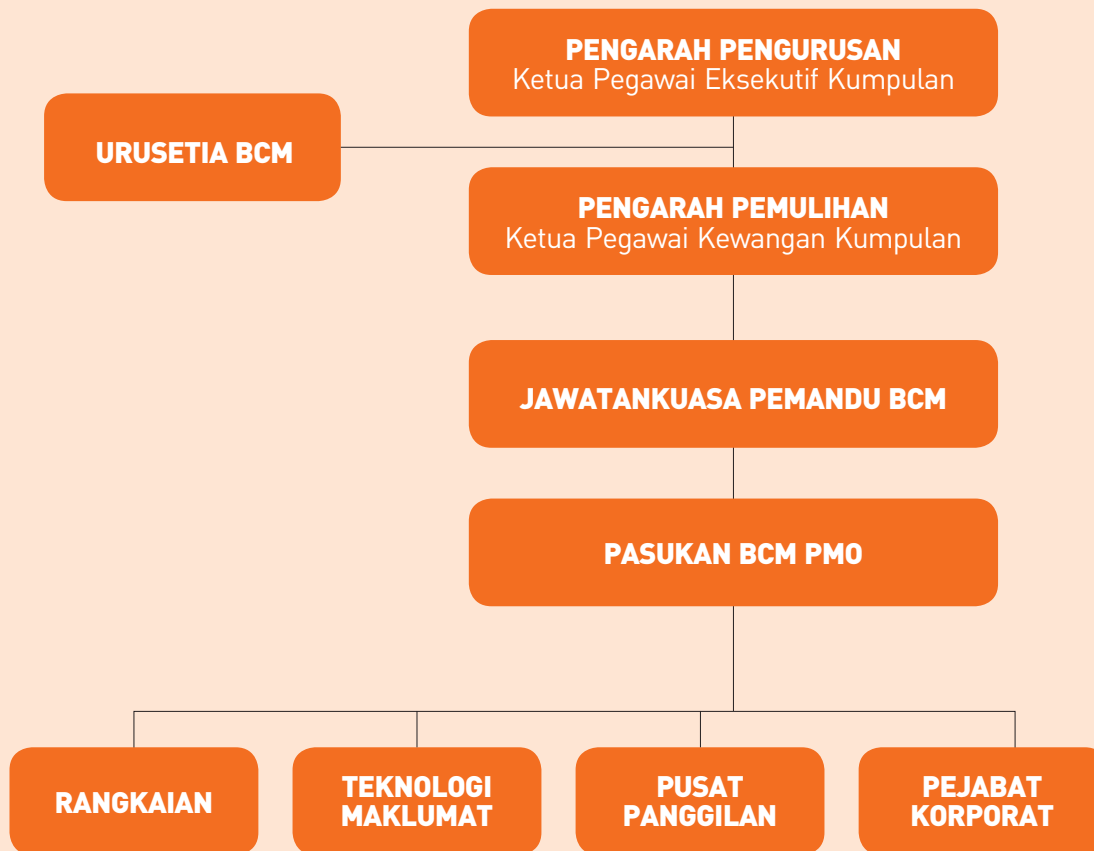 PENGARAH PENGURUSAN
Ketua Pegawai Eksekutif Kumpulan
URUSETIA BCM
PENGARAH PEMULIHAN
Ketua Pegawai Kewangan Kumpulan
JAWATANKUASA PEMANDU BCM
PASUKAN BCM PMO
RANGKAIAN
TEKNOLOGI
MAKLUMAT
PUSAT
PANGGILAN
PEJABAT
KORPORAT